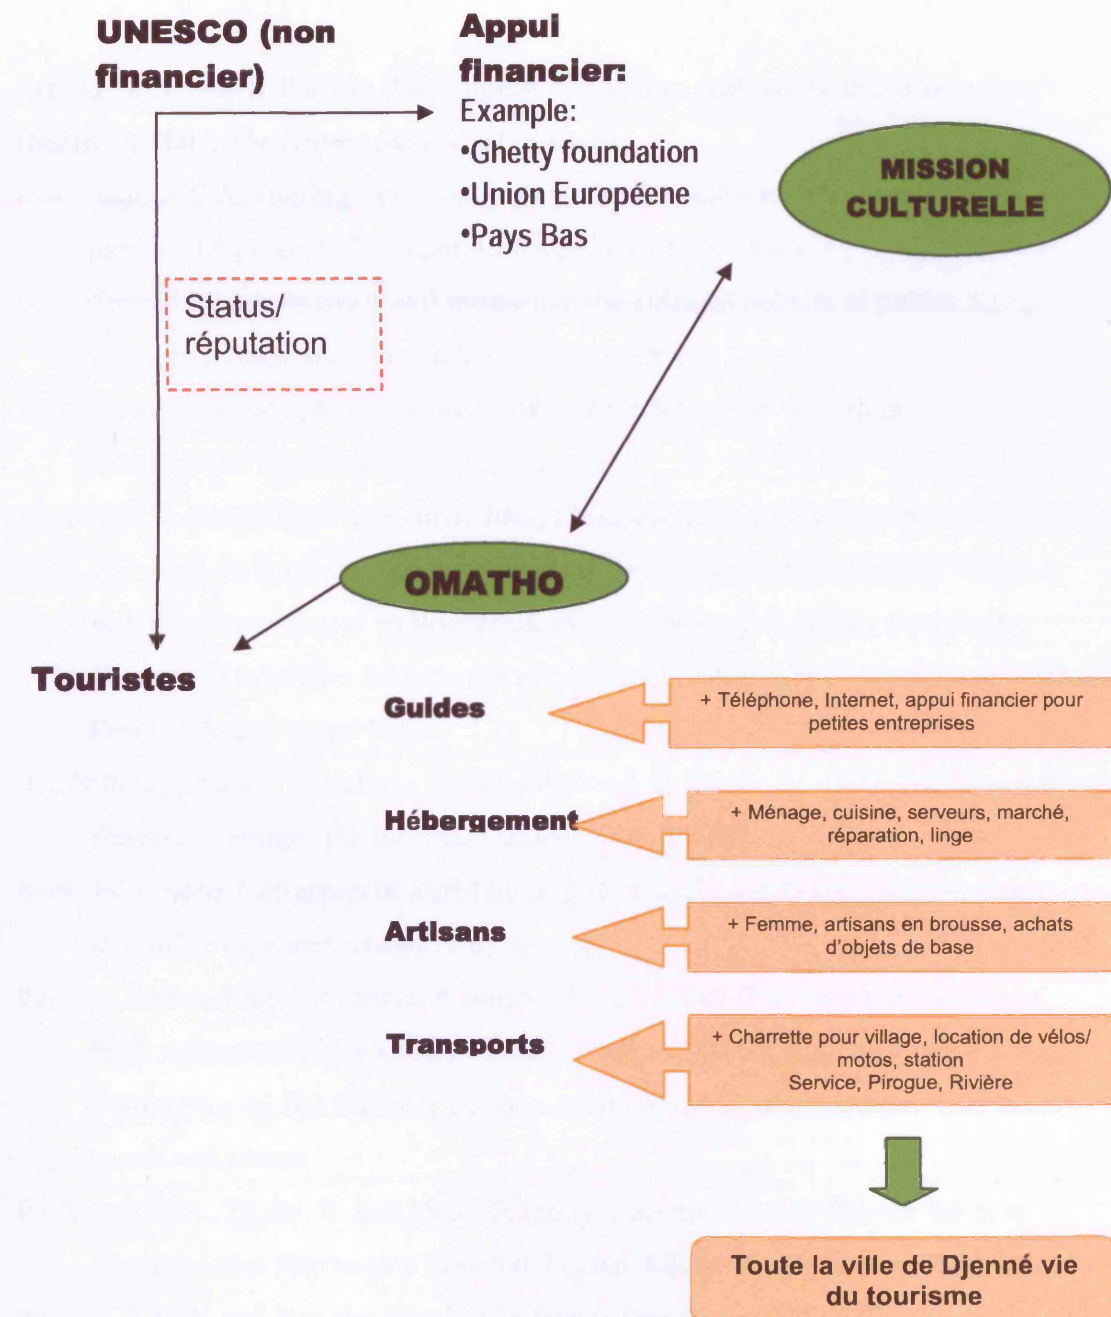 UNESCO (non
financier)
Appui
financier:
Example:
•Ghetty foundation
•Union Européene
•Pays Bas
MISSION
CULTURELLE
Status/
réputation
OMATHO
Touristes
Guides
+ Téléphone, Internet, appui financier pour
petites entreprises
Hébergement
+ Ménage, cuisine, serveurs, marché,
réparation, linge
Artisans
+ Femme, artisans en brousse, achats
d'objets de base
Transports
+ Charrette pour village, location de vélos/
motos, station
Service, Pirogue, Rivière
Toute la ville de Djenné vie
du tourisme